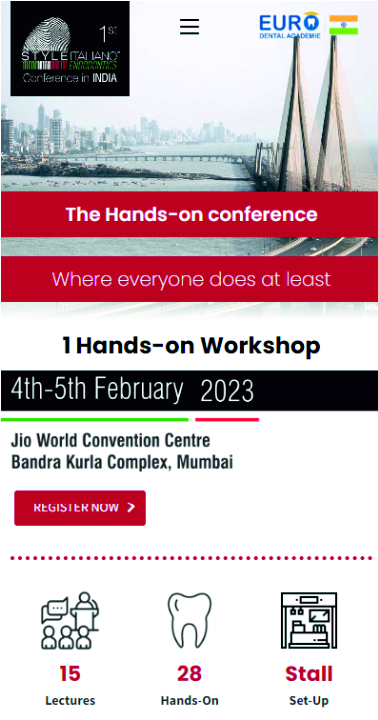 1st
STYLEITALIANO
ENDODONTICS
Conference in INDIA
EURO
DENTAL ACADEMIE
The Hands-on conference
Where everyone does at least
1 Hands-on Workshop
4th-5th February 2023
Jio World Convention Centre
Bandra Kurla Complex, Mumbai
REGISTER NOW
15
Lectures
28
Hands-On
Stall
Set-Up